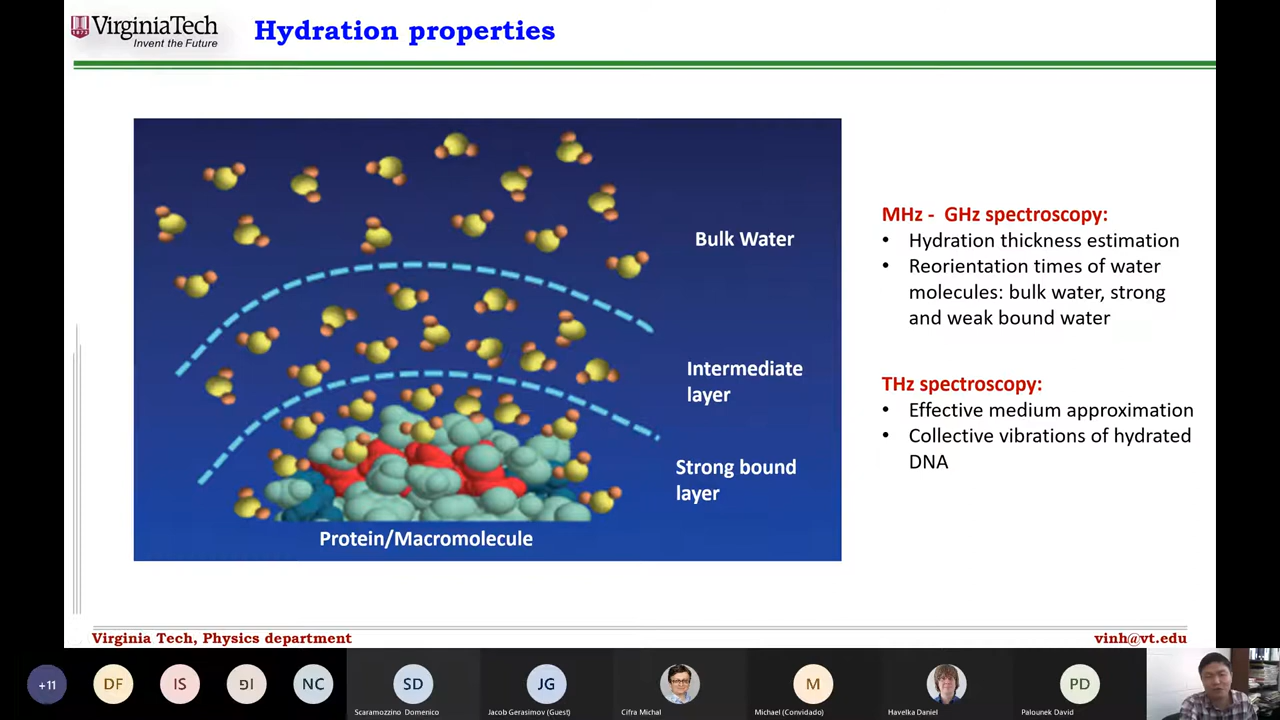 VirginiaTech
Invent the Future
Hydration properties
Bulk Water
Intermediate
layer
Strong bound
layer
Protein/Macromolecule
MHz - GHz spectroscopy:
• Hydration thickness estimation
• Reorientation times of water
molecules: bulk water, strong
and weak bound water
THz spectroscopy:
• Effective medium approximation
• Collective vibrations of hydrated
DNA
Virginia Tech, Physics department
vinh@vt.edu
+11
DF
IS
פו
NC
SD
JG
M
PD
Scaramozzino Domenico
Jacob Gerasimov (Guest)
Cifra Michal
Michael (Convidado)
Havelka Daniel
Palounek David